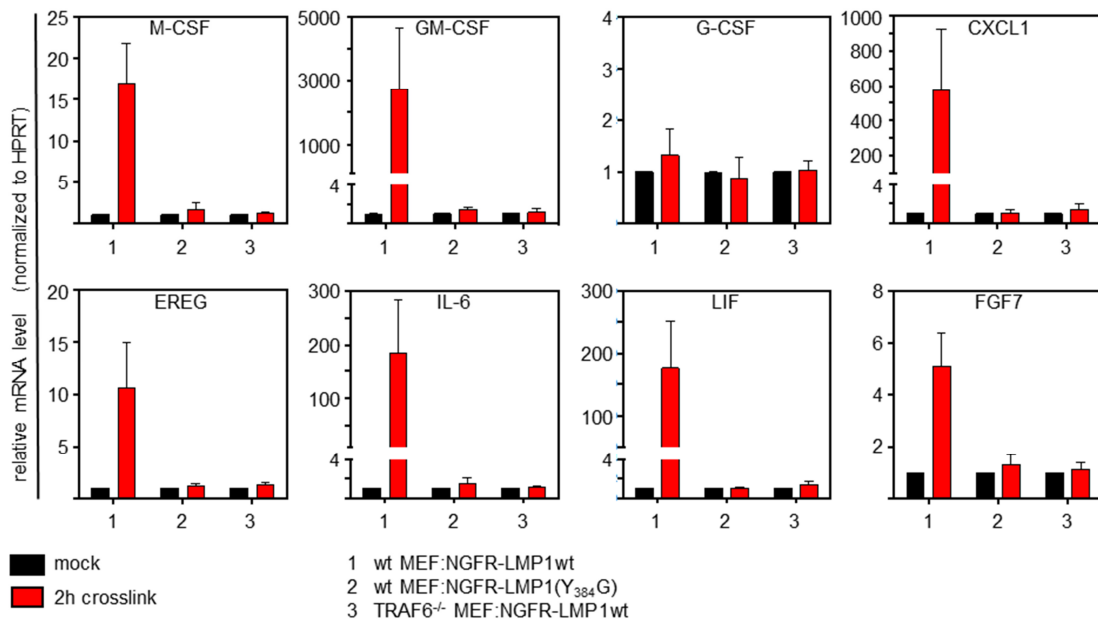 M-CSF
25
20
15
10
5
1 2 3
GM-CSF
5000
3000
1000
4
1 2 3
G-CSF
4
3
2
1
1 2 3
CXCL1
1000
800
600
400
200
4
1 2 3
relative mRNA level (normalized to HPRT)
EREG
20
15
10
5
1 2 3
IL-6
300
200
100
4
1 2 3
LIF
300
200
100
4
1 2 3
FGF7
8
6
4
2
1 2 3
mock
2h crosslink
1 wt MEF:NGFR-LMP1wt
2 wt MEF:NGFR-LMP1(Y₃₈₄G)
3 TRAF6⁻/⁻ MEF:NGFR-LMP1wt